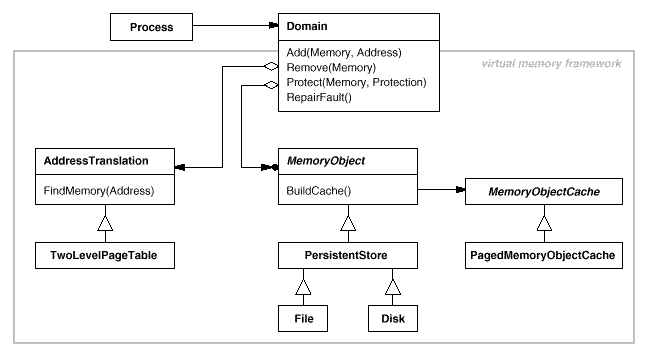 Process
Domain
Add(Memory, Address)
Remove(Memory)
Protect(Memory, Protection)
RepairFault()
virtual memory framework
AddressTranslation
FindMemory(Address)
MemoryObject
BuildCache()
MemoryObjectCache
TwoLevelPageTable
PersistentStore
PagedMemoryObjectCache
File
Disk